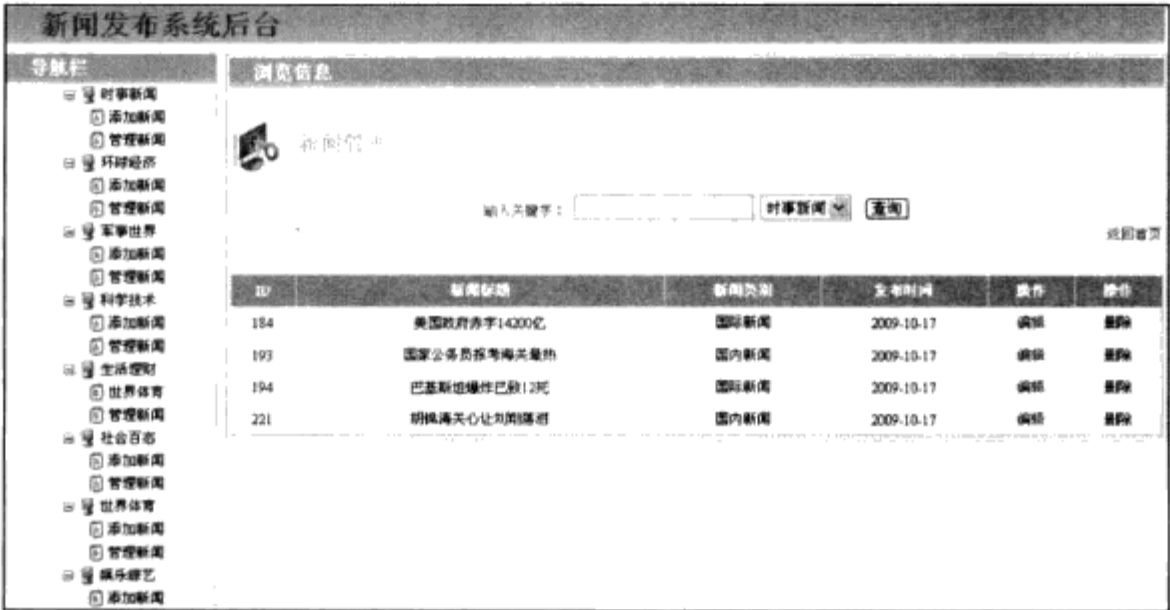 新闻发布系统后台
导航栏
时事新闻
添加新闻
管理新闻
环球经济
添加新闻
管理新闻
军事世界
添加新闻
管理新闻
科学技术
添加新闻
管理新闻
生活理财
世界体育
管理新闻
社会百态
添加新闻
管理新闻
世界体育
添加新闻
管理新闻
娱乐综艺
添加新闻
浏览信息
新闻管理
输入关键字： 时事新闻 查询
返回首页
ID 新闻标题 新闻类别 发布时间 操作 操作
184 美国政府赤字14200亿 国际新闻 2009-10-17 编辑 删除
193 国家公务员报考海关最热 国内新闻 2009-10-17 编辑 删除
194 巴基斯坦爆炸已致12死 国际新闻 2009-10-17 编辑 删除
221 胡锦涛关心让刘翔落泪 国内新闻 2009-10-17 编辑 删除